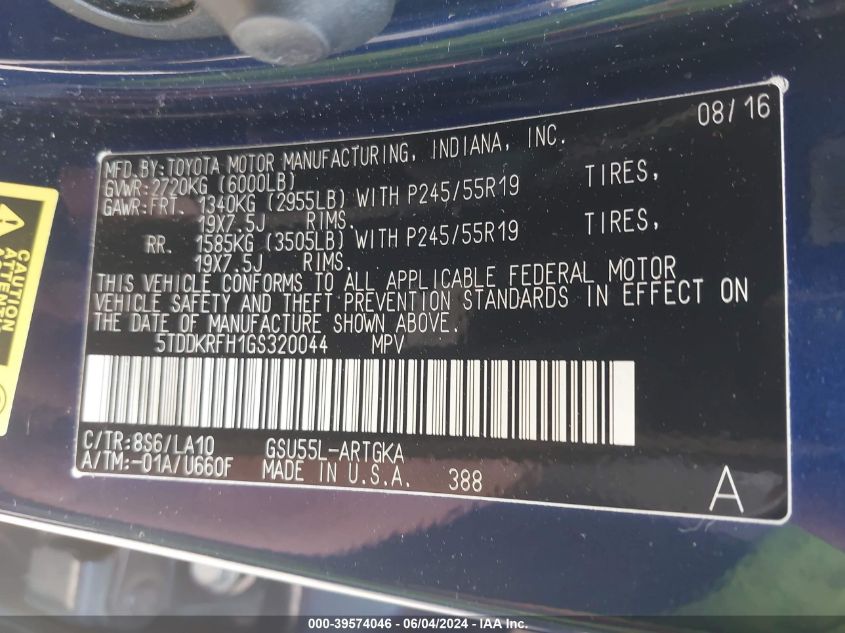 08/16
MFD.BY:TOYOTA MOTOR MANUFACTURING, INDIANA, INC.
GVWR:2720KG (6000LB)
GAWR:FRT. 1340KG (2955LB) WITH P245/55R19 TIRES,
19X7.5J RIMS.
RR. 1585KG (3505LB) WITH P245/55R19 TIRES,
19X7.5J RIMS.
THIS VEHICLE CONFORMS TO ALL APPLICABLE FEDERAL MOTOR
VEHICLE SAFETY AND THEFT PREVENTION STANDARDS IN EFFECT ON
THE DATE OF MANUFACTURE SHOWN ABOVE.
5TDDKRFH1GS320044 MPV
C/TR:8S6/LA10 GSU55L-ARTGKA
A/TM:-01A/U660F MADE IN U.S.A. 388
A
CAUTION
000-39574046 - 06/04/2024 - IAAI.com